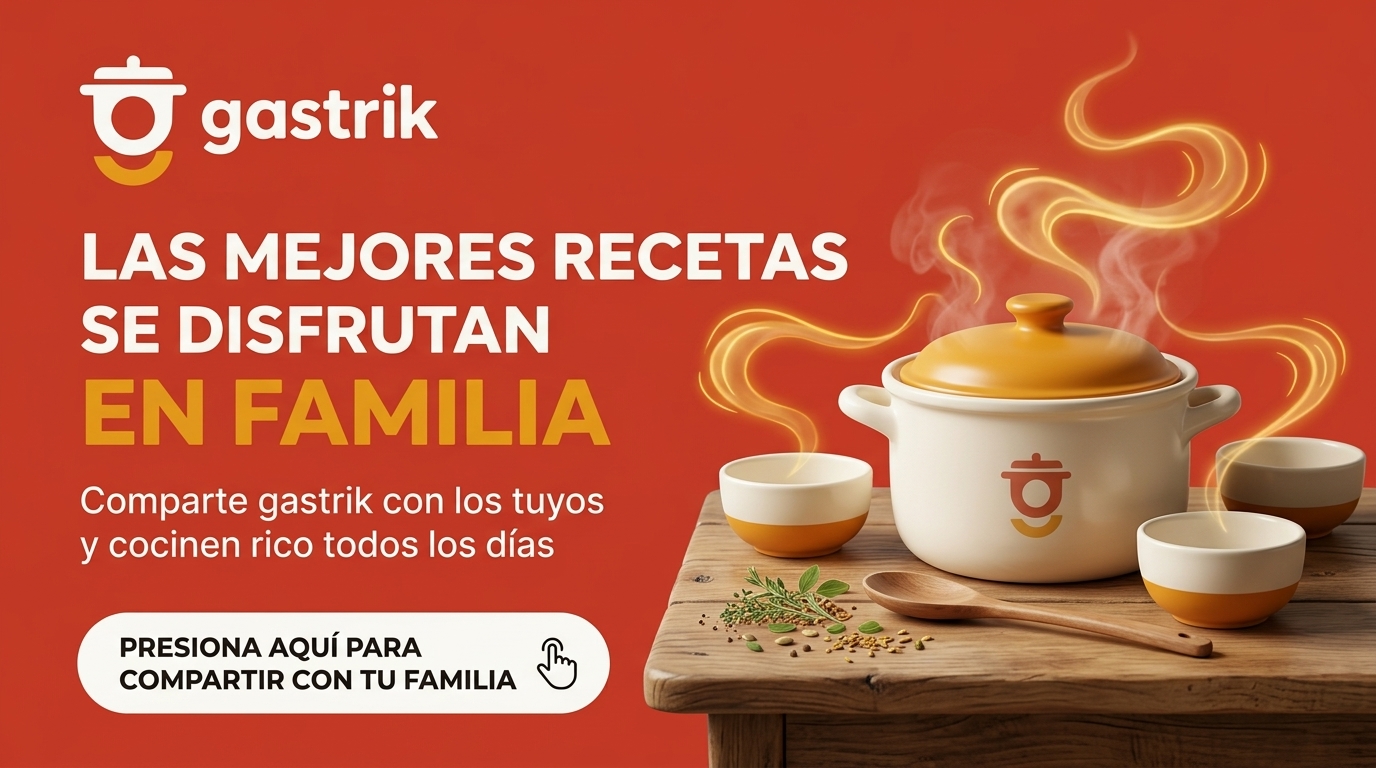 gastrik
LAS MEJORES RECETAS
SE DISFRUTAN
EN FAMILIA
Comparte gastrik con los tuyos
y cocinen rico todos los días
PRESIONA AQUÍ PARA
COMPARTIR CON TU FAMILIA